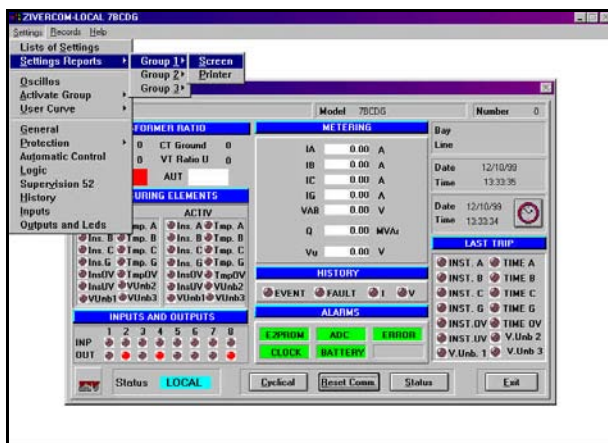 ZIVERCOM-LOCAL 7BCDG
Settings Records Help
Lists of Settings
Settings Reports
Group 1 Screen
Group 2 Printer
Group 3
Oscillos
Activate Group
User Curve
General
Protection
Automatic Control
Logic
Supervision 52
History
Inputs
Outputs and Leds
Model 7BCDG
Number 0
FORMER RATIO
0 CT Ground 0
0 VT Ratio U 0
AUT
URING ELEMENTS
ACTIV
mp. A Ins. A Tmp. A
Ins. B mp. B Ins. B Tmp. B
Ins. C Tmp. C Ins. C Tmp. C
Ins. G Tmp. G Ins. G Tmp. G
InsOV TmpOV InsOV TmpOV
InsUV VUnb2 InsUV VUnb2
VUnb1 VUnb3 VUnb1 VUnb3
INPUTS AND OUTPUTS
1 2 3 4 5 6 7 8
INP
OUT
METERING
IA 0.00 A
IB 0.00 A
IC 0.00 A
IG 0.00 A
VAB 0.00 V
Q 0.00 MVAr
Vu 0.00 V
HISTORY
EVENT FAULT I V
ALARMS
E2PROM ADC ERROR
CLOCK BATTERY
Bay
Line
Date 12/10/99
Time 13:33:35
Date 12/10/99
Time 13:23:34
LAST TRIP
INST. A TIME A
INST. B TIME B
INST. C TIME C
INST. G TIME G
INST.OV TIME OV
INST.UV V.Unb 2
V.Unb. 1 V.Unb 3
Status LOCAL
Cyclical
Reset Comm.
Status
Exit